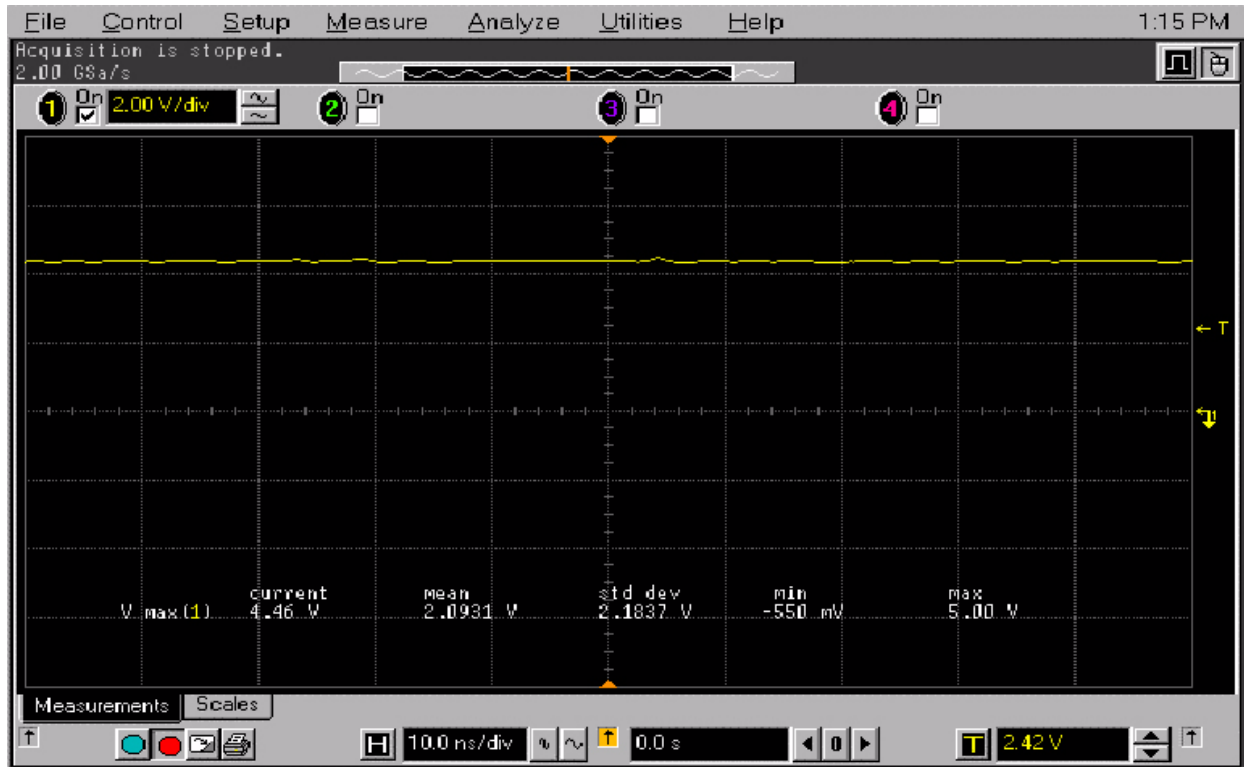 File Control Setup Measure Analyze Utilities Help 1:15 PM
Acquisition is stopped.
2.00 GSa/s
1 On 2.00 V/div 2 On 3 On 4 On
T
current mean std dev min max
V max(1) 4.46 V 2.0931 V 2.1837 V -550 mV 5.00 V
Measurements Scales
H 10.0 ns/div 0.0 s 0 T 2.42 V